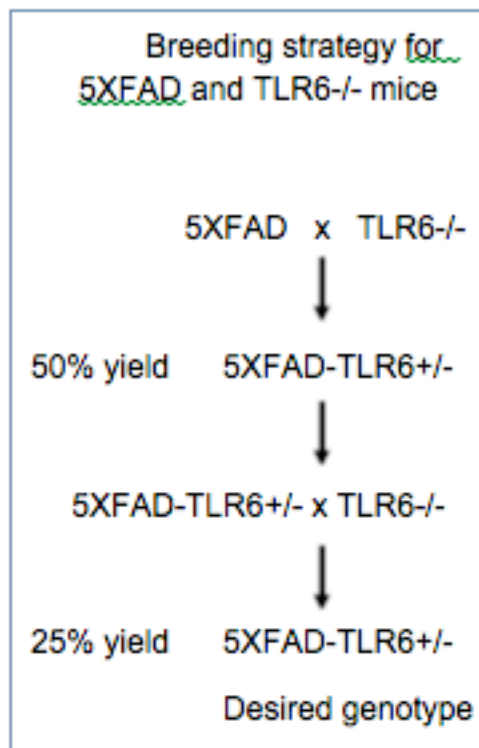 Breeding strategy for
5XFAD and TLR6-/- mice
5XFAD x TLR6-/-
50% yield 5XFAD-TLR6+/-
5XFAD-TLR6+/- x TLR6-/-
25% yield 5XFAD-TLR6+/-
Desired genotype